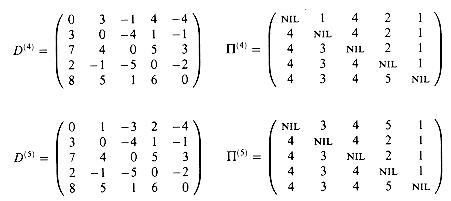 0 3 -1 4 -4 NIL 1 4 2 1
3 0 -4 1 -1 4 NIL 4 2 1
D(4) = 7 4 0 5 3 Π(4) = 4 3 NIL 2 1
2 -1 -5 0 -2 4 3 4 NIL 1
8 5 1 6 0 4 3 4 5 NIL
0 1 -3 2 -4 NIL 3 4 5 1
3 0 -4 1 -1 4 NIL 4 2 1
D(5) = 7 4 0 5 3 Π(5) = 4 3 NIL 2 1
2 -1 -5 0 -2 4 3 4 NIL 1
8 5 1 6 0 4 3 4 5 NIL